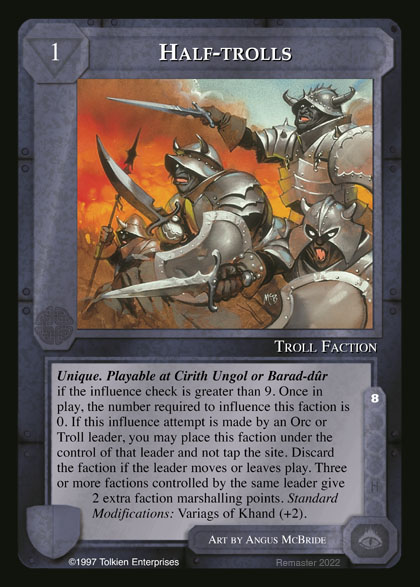 1
HALF-TROLLS
McB
TROLL FACTION
Unique. Playable at Cirith Ungol or Barad-dûr
if the influence check is greater than 9. Once in
play, the number required to influence this faction is
0. If this influence attempt is made by an Orc or
Troll leader, you may place this faction under the
control of that leader and not tap the site. Discard
the faction if the leader moves or leaves play. Three
or more factions controlled by the same leader give
2 extra faction marshalling points. Standard
Modifications: Variags of Khand (+2).
8
H
ART BY ANGUS MCBRIDE
©1997 Tolkien Enterprises
Remaster 2022